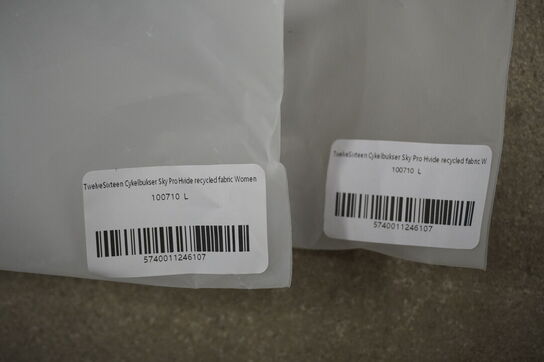 TwelveSixteen Cykelbukser Sky Pro Hvide recycled fabric Women
100710 L
5740011246107
TwelveSixteen Cykelbukser Sky Pro Hvide recycled fabric W
100710 L
5740011246107